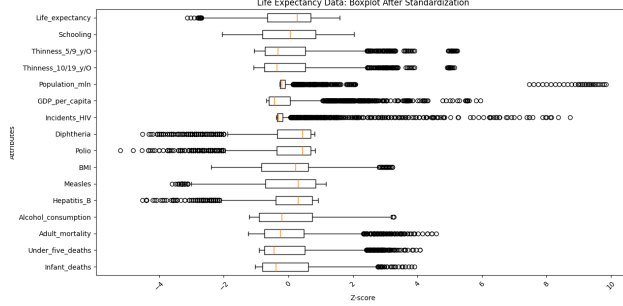 Life Expectancy Data: Boxplot After Standardization
Life_expectancy
Schooling
Thinness_5/9_y/O
Thinness_10/19_y/O
Population_mln
GDP_per_capita
Incidents_HIV
Diphtheria
Polio
BMI
Measles
Hepatitis_B
Alcohol_consumption
Adult_mortality
Under_five_deaths
Infant_deaths
Attributes
−4 −2 0 2 4 6 8 10
Z-score